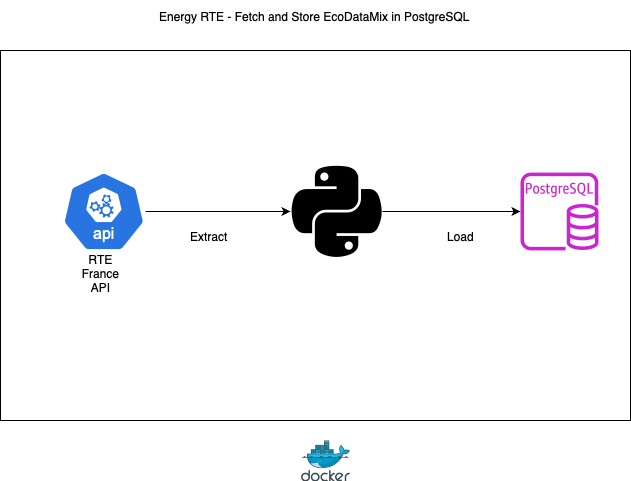 Energy RTE - Fetch and Store EcoDataMix in PostgreSQL
api
RTE
France
API
Extract
Load
PostgreSQL
docker